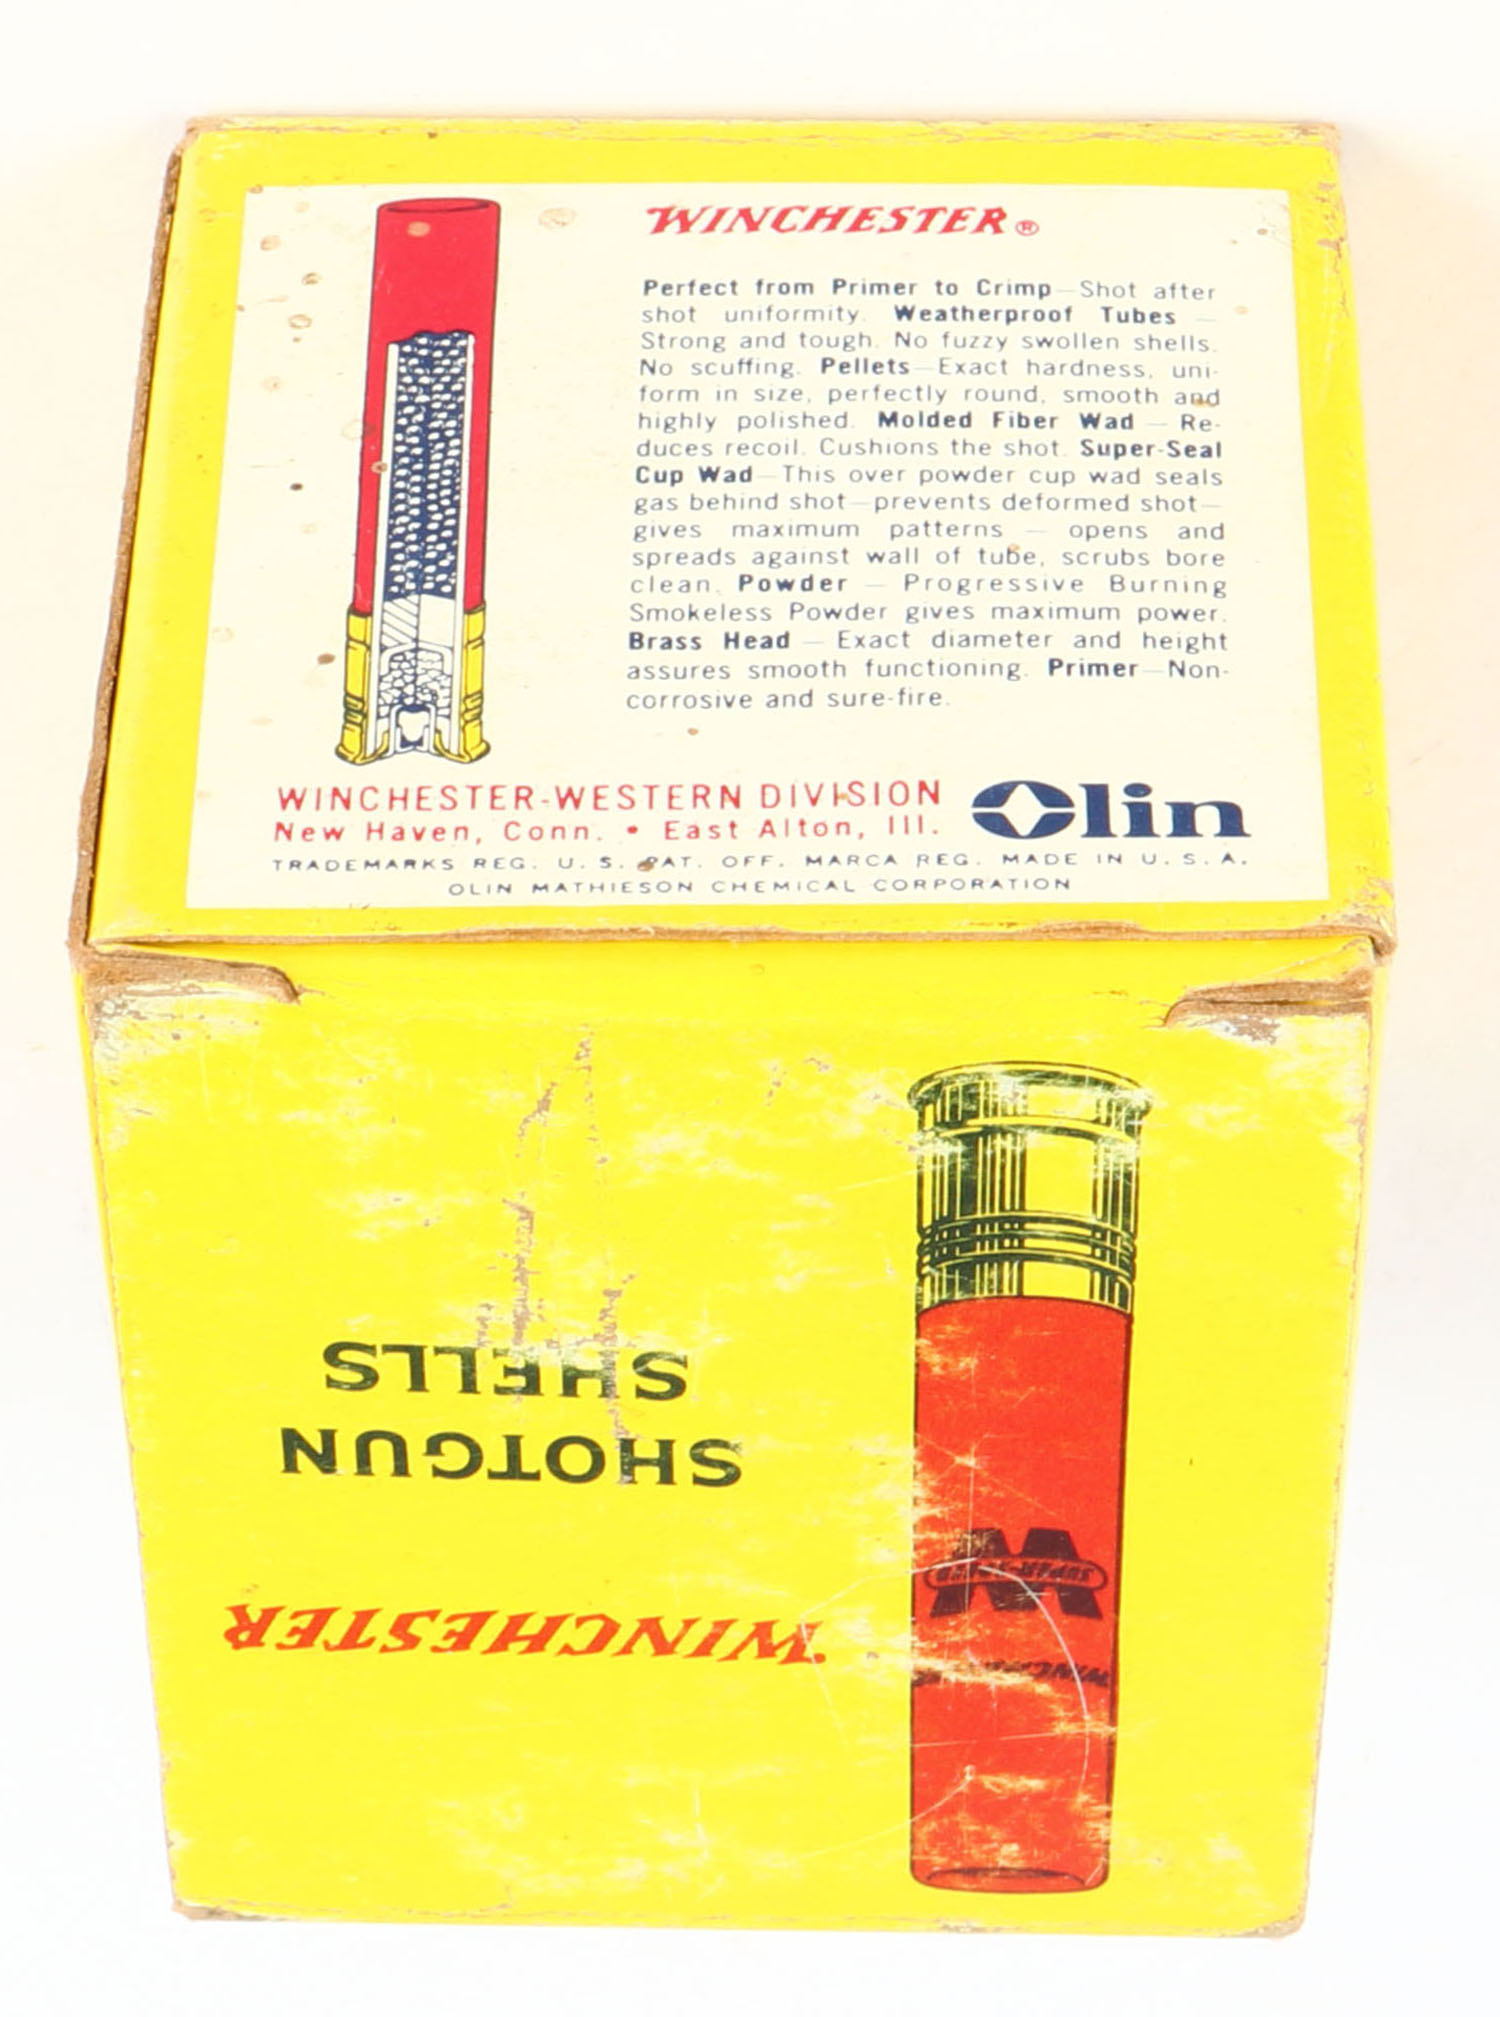 WINCHESTER®
Perfect from Primer to Crimp—Shot after
shot uniformity. Weatherproof Tubes —
Strong and tough. No fuzzy swollen shells.
No scuffing. Pellets—Exact hardness, uni-
form in size, perfectly round, smooth and
highly polished. Molded Fiber Wad — Re-
duces recoil. Cushions the shot. Super-Seal
Cup Wad—This over powder cup wad seals
gas behind shot—prevents deformed shot—
gives maximum patterns — opens and
spreads against wall of tube, scrubs bore
clean. Powder — Progressive Burning
Smokeless Powder gives maximum power.
Brass Head — Exact diameter and height
assures smooth functioning. Primer—Non-
corrosive and sure-fire.
WINCHESTER-WESTERN DIVISION
New Haven, Conn. • East Alton, Ill.
Olin
TRADEMARKS REG. U. S. PAT. OFF. MARCA REG. MADE IN U. S. A.
OLIN MATHIESON CHEMICAL CORPORATION
WINCHESTER
SHOTGUN
SHELLS
WINCHESTER
W
SUPER-SPEED